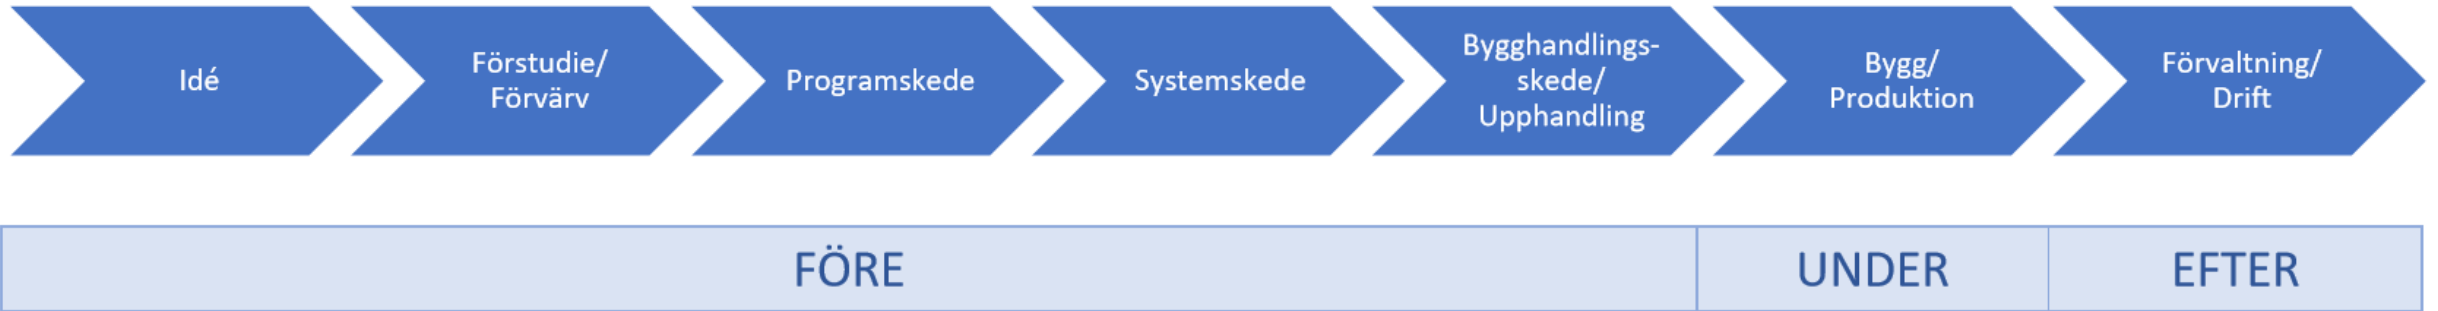 Idé
Förstudie/
Förvärv
Programskede
Systemskede
Bygghandlings-
skede/
Upphandling
Bygg/
Produktion
Förvaltning/
Drift
FÖRE
UNDER
EFTER